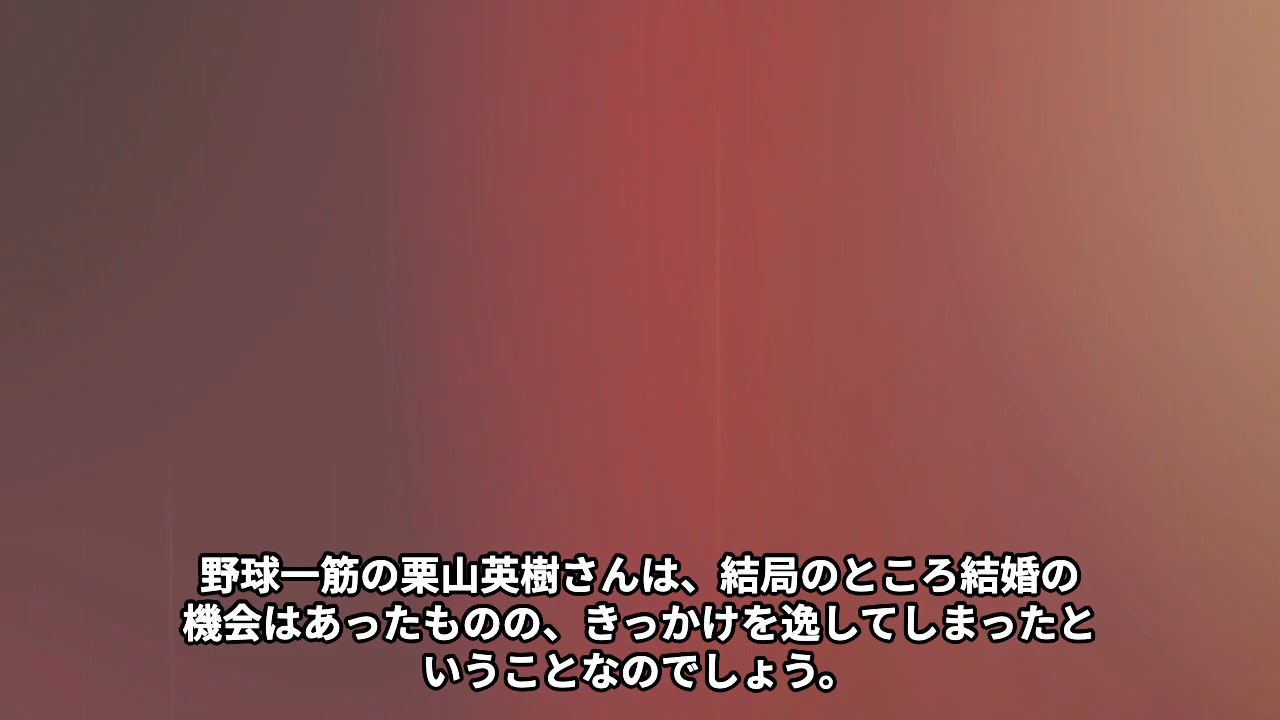 野球一筋の栗山英樹さんは、結局のところ結婚の
機会はあったものの、きっかけを逸してしまったと
いうことなのでしょう。